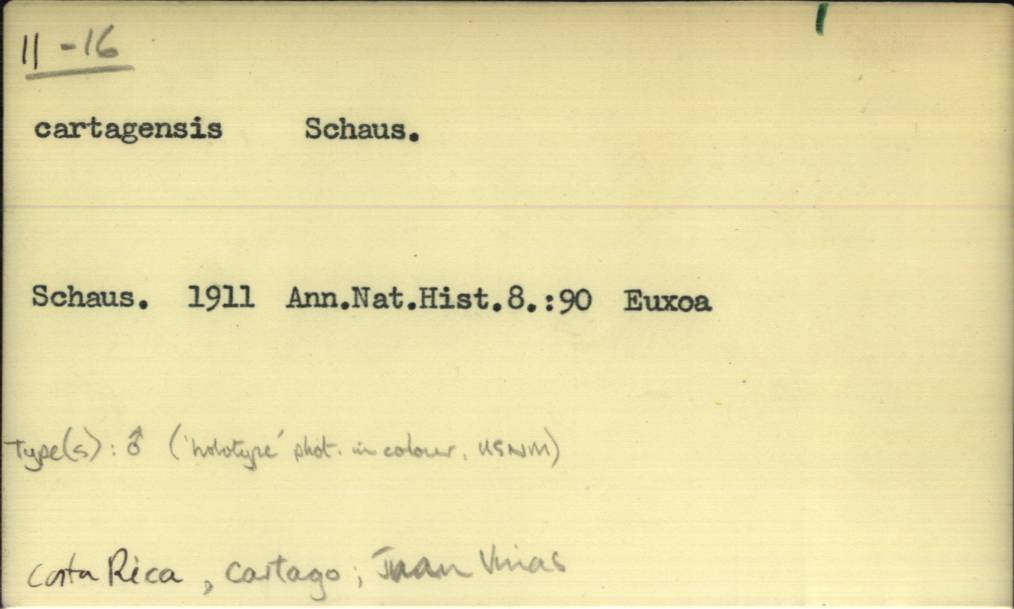 11-16
cartagensis Schaus.
Schaus. 1911 Ann.Nat.Hist.8.:90 Euxoa
Type(s): ♂ ('holotype' phot. in colour, USNM)
Costa Rica, Cartago; Juan Vinas